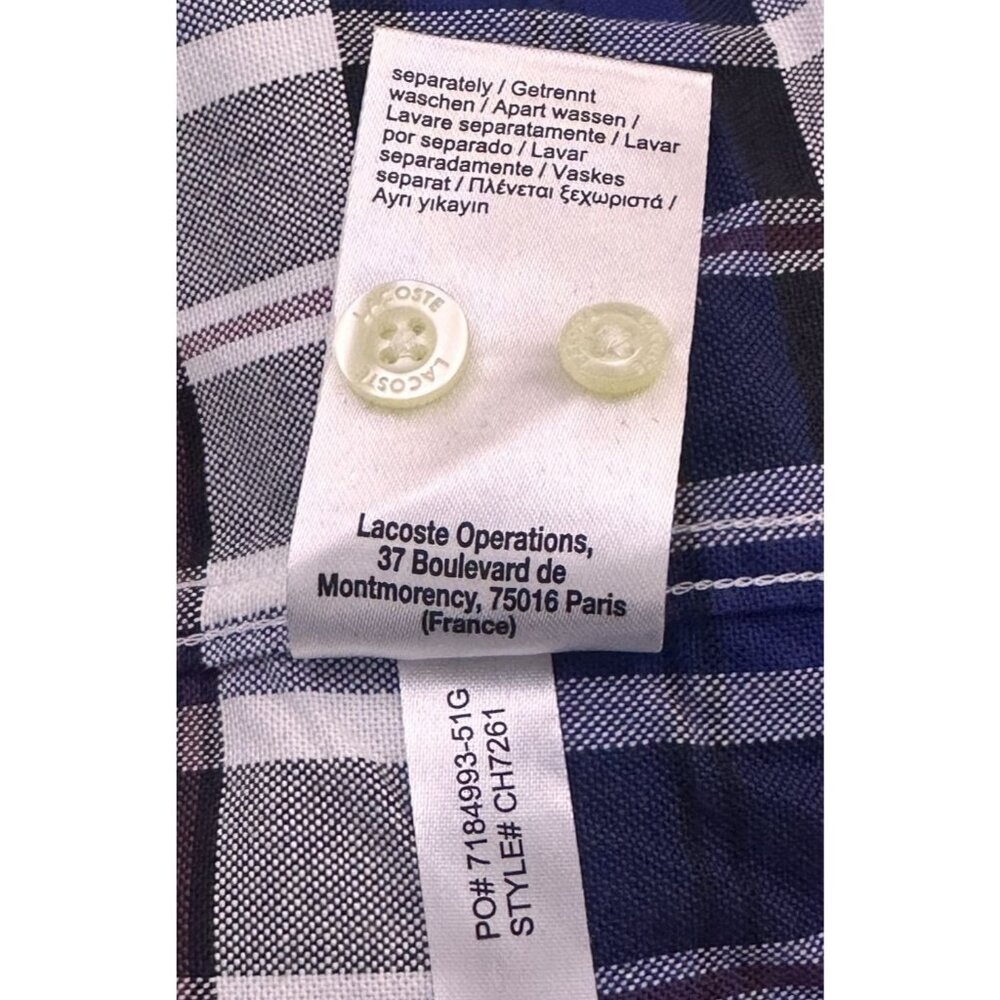 separately / Getrennt
waschen / Apart wassen /
Lavare separatamente / Lavar
por separado / Lavar
separadamente / Vaskes
separat / Πλένεται ξεχωριστά /
Ayrı yıkayın
LACOSTE
LACOSTE
Lacoste Operations,
37 Boulevard de
Montmorency, 75016 Paris
(France)
PO# 7184993-51G
STYLE# CH7261